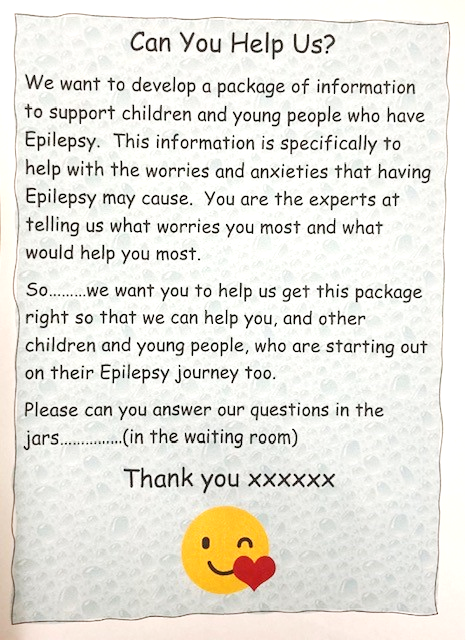 Can You Help Us?
We want to develop a package of information
to support children and young people who have
Epilepsy.  This information is specifically to
help with the worries and anxieties that having
Epilepsy may cause.  You are the experts at
telling us what worries you most and what
would help you most.
So.........we want you to help us get this package
right so that we can help you, and other
children and young people, who are starting out
on their Epilepsy journey too.
Please can you answer our questions in the
jars...............(in the waiting room)
Thank you xxxxxx